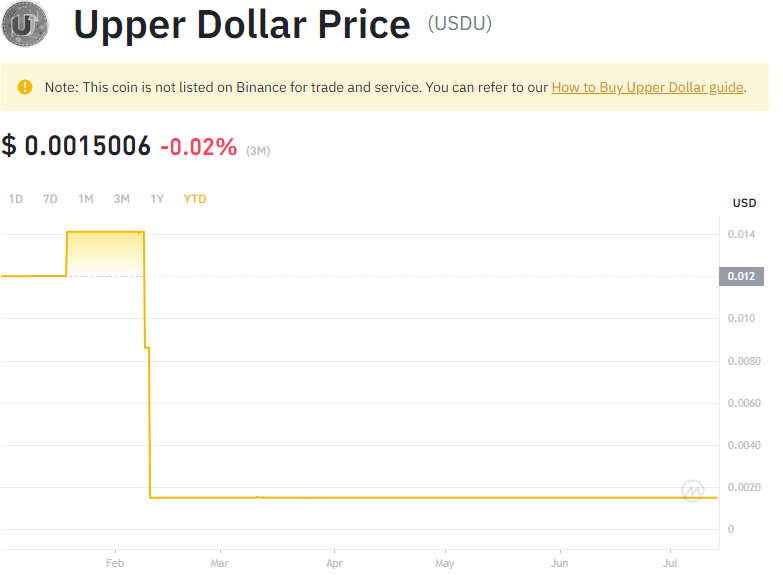 Upper Dollar Price (USDU)
Note: This coin is not listed on Binance for trade and service. You can refer to our How to Buy Upper Dollar guide.
$ 0.0015006 -0.02% (3M)
1D 7D 1M 3M 1Y YTD
USD
0.014
0.012
0.010
0.0080
0.0060
0.0040
0.0020
0
Feb Mar Apr May Jun Jul